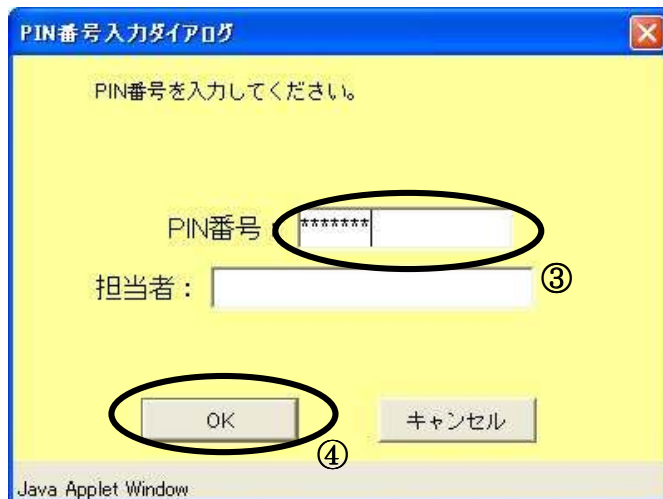 PIN番号入力ダイアログ
PIN番号を入力してください。
PIN番号： *******
③
担当者：
OK
キャンセル
④
Java Applet Window